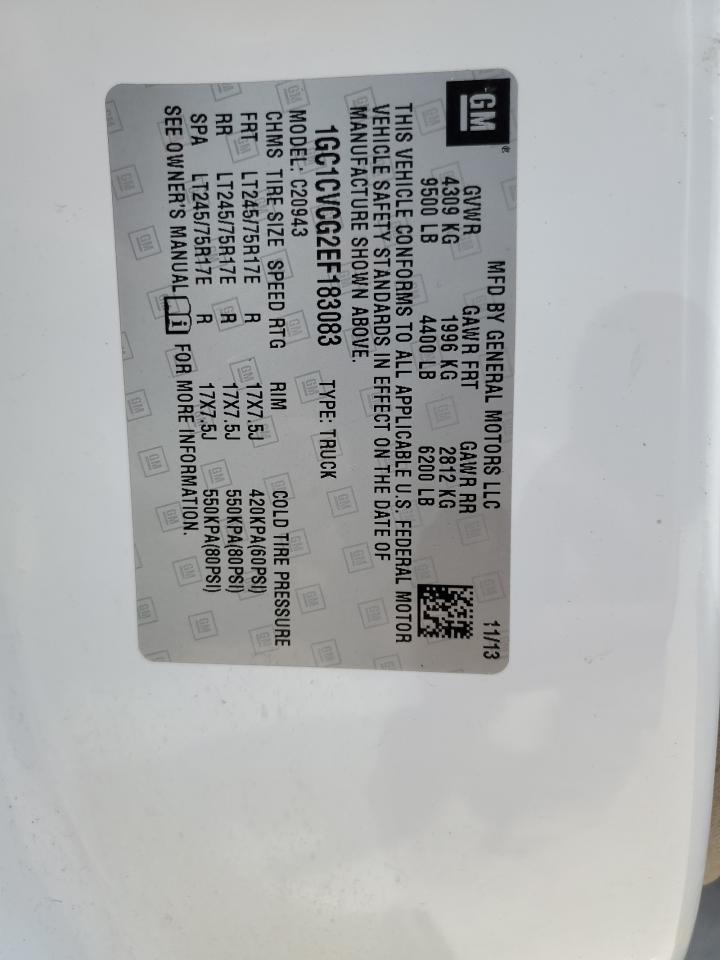 GM
MFD BY GENERAL MOTORS LLC 11/13
GVWR GAWR FRT GAWR RR
4309 KG 1996 KG 2812 KG
9500 LB 4400 LB 6200 LB
THIS VEHICLE CONFORMS TO ALL APPLICABLE U.S. FEDERAL MOTOR
VEHICLE SAFETY STANDARDS IN EFFECT ON THE DATE OF
MANUFACTURE SHOWN ABOVE.
1GC1CVCG2EF183083 TYPE: TRUCK
MODEL: C20943
CHMS TIRE SIZE SPEED RTG RIM COLD TIRE PRESSURE
FRT LT245/75R17E R 17X7.5J 420KPA(60PSI)
RR LT245/75R17E R 17X7.5J 550KPA(80PSI)
SPA LT245/75R17E R 17X7.5J 550KPA(80PSI)
SEE OWNER'S MANUAL i FOR MORE INFORMATION.